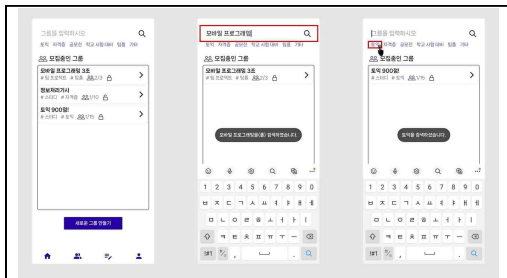 그룹을 입력하시오
토익 자격증 공모전 학교 시험 대비 팀플 기타
모집중인 그룹
모바일 프로그래밍 3조
#팀 프로젝트 #팀플 2/3
정보처리기사
#스터디 #자격증 1/10
토익 900점!
#스터디 #토익 1/15
새로운 그룹 만들기
모바일 프로그래밍
토익 자격증 공모전 학교 시험 대비 팀플 기타
모집중인 그룹
모바일 프로그래밍 3조
#팀 프로젝트 #팀플 2/3
모바일 프로그래밍을(를) 검색하였습니다.
1 2 3 4 5 6 7 8 9 0
ㅂ ㅈ ㄷ ㄱ ㅅ ㅛ ㅕ ㅑ ㅐ ㅔ
ㅁ ㄴ ㅇ ㄹ ㅎ ㅗ ㅓ ㅏ ㅣ
ㅋ ㅌ ㅊ ㅍ ㅠ ㅜ ㅡ
!#1 , .
그룹을 입력하시오
토익 자격증 공모전 학교 시험 대비 팀플 기타
모집중인 그룹
토익 900점!
#스터디 #토익 1/15
토익을 검색하셨습니다.
1 2 3 4 5 6 7 8 9 0
ㅂ ㅈ ㄷ ㄱ ㅅ ㅛ ㅕ ㅑ ㅐ ㅔ
ㅁ ㄴ ㅇ ㄹ ㅎ ㅗ ㅓ ㅏ ㅣ
ㅋ ㅌ ㅊ ㅍ ㅠ ㅜ ㅡ
!#1 , .